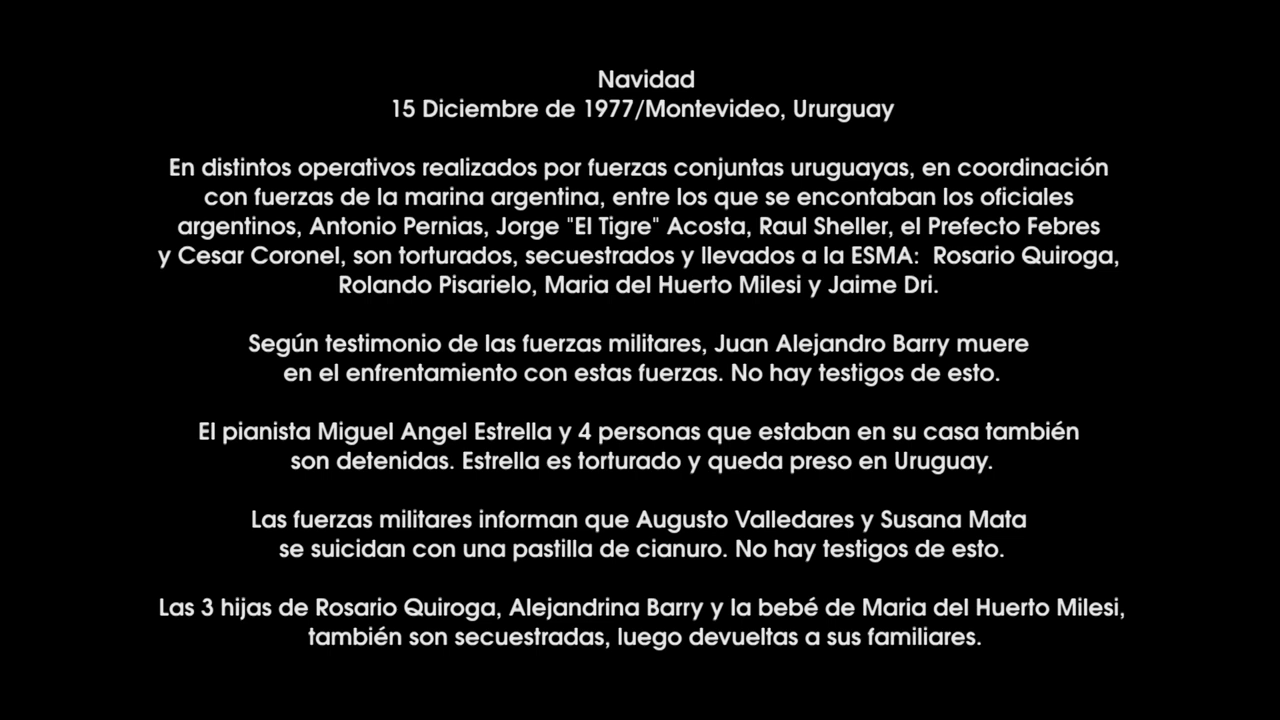 Navidad
15 Diciembre de 1977/Montevideo, Ururguay
En distintos operativos realizados por fuerzas conjuntas uruguayas, en coordinación
con fuerzas de la marina argentina, entre los que se encontaban los oficiales
argentinos, Antonio Pernias, Jorge "El Tigre" Acosta, Raul Sheller, el Prefecto Febres
y Cesar Coronel, son torturados, secuestrados y llevados a la ESMA:  Rosario Quiroga,
Rolando Pisarielo, Maria del Huerto Milesi y Jaime Dri.
Según testimonio de las fuerzas militares, Juan Alejandro Barry muere
en el enfrentamiento con estas fuerzas. No hay testigos de esto.
El pianista Miguel Angel Estrella y 4 personas que estaban en su casa también
son detenidas. Estrella es torturado y queda preso en Uruguay.
Las fuerzas militares informan que Augusto Valledares y Susana Mata
se suicidan con una pastilla de cianuro. No hay testigos de esto.
Las 3 hijas de Rosario Quiroga, Alejandrina Barry y la bebé de Maria del Huerto Milesi,
también son secuestradas, luego devueltas a sus familiares.